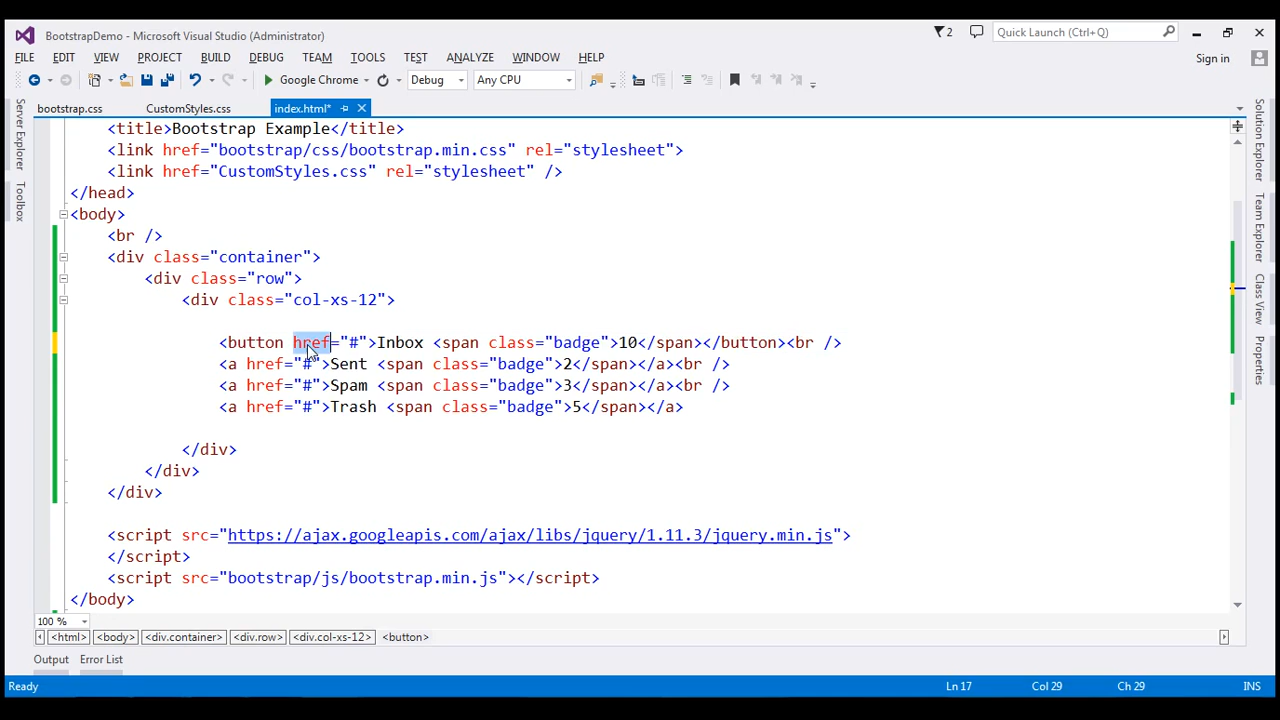 BootstrapDemo - Microsoft Visual Studio (Administrator)
2
Quick Launch (Ctrl+Q)
FILE EDIT VIEW PROJECT BUILD DEBUG TEAM TOOLS TEST ANALYZE WINDOW HELP
Sign in
Google Chrome Debug Any CPU
bootstrap.css CustomStyles.css index.html*
Server Explorer
Toolbox
Solution Explorer
Team Explorer
Class View
Properties
<title>Bootstrap Example</title>
<link href="bootstrap/css/bootstrap.min.css" rel="stylesheet">
<link href="CustomStyles.css" rel="stylesheet" />
</head>
<body>
<br />
<div class="container">
<div class="row">
<div class="col-xs-12">
<button href="#">Inbox <span class="badge">10</span></button><br />
<a href="#">Sent <span class="badge">2</span></a><br />
<a href="#">Spam <span class="badge">3</span></a><br />
<a href="#">Trash <span class="badge">5</span></a>
</div>
</div>
</div>
<script src="https://ajax.googleapis.com/ajax/libs/jquery/1.11.3/jquery.min.js">
</script>
<script src="bootstrap/js/bootstrap.min.js"></script>
</body>
100 %
<html> <body> <div.container> <div.row> <div.col-xs-12> <button>
Output Error List
Ready Ln 17 Col 29 Ch 29 INS